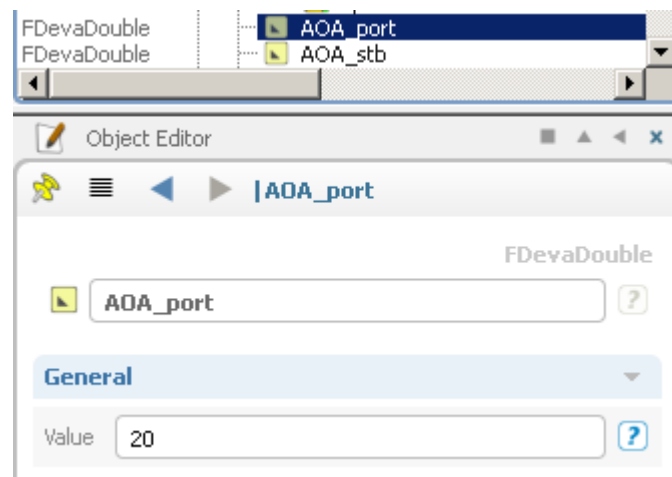 FDevaDouble AOA_port
FDevaDouble AOA_stb
Object Editor
|AOA_port
FDevaDouble
AOA_port ?
General
Value 20 ?